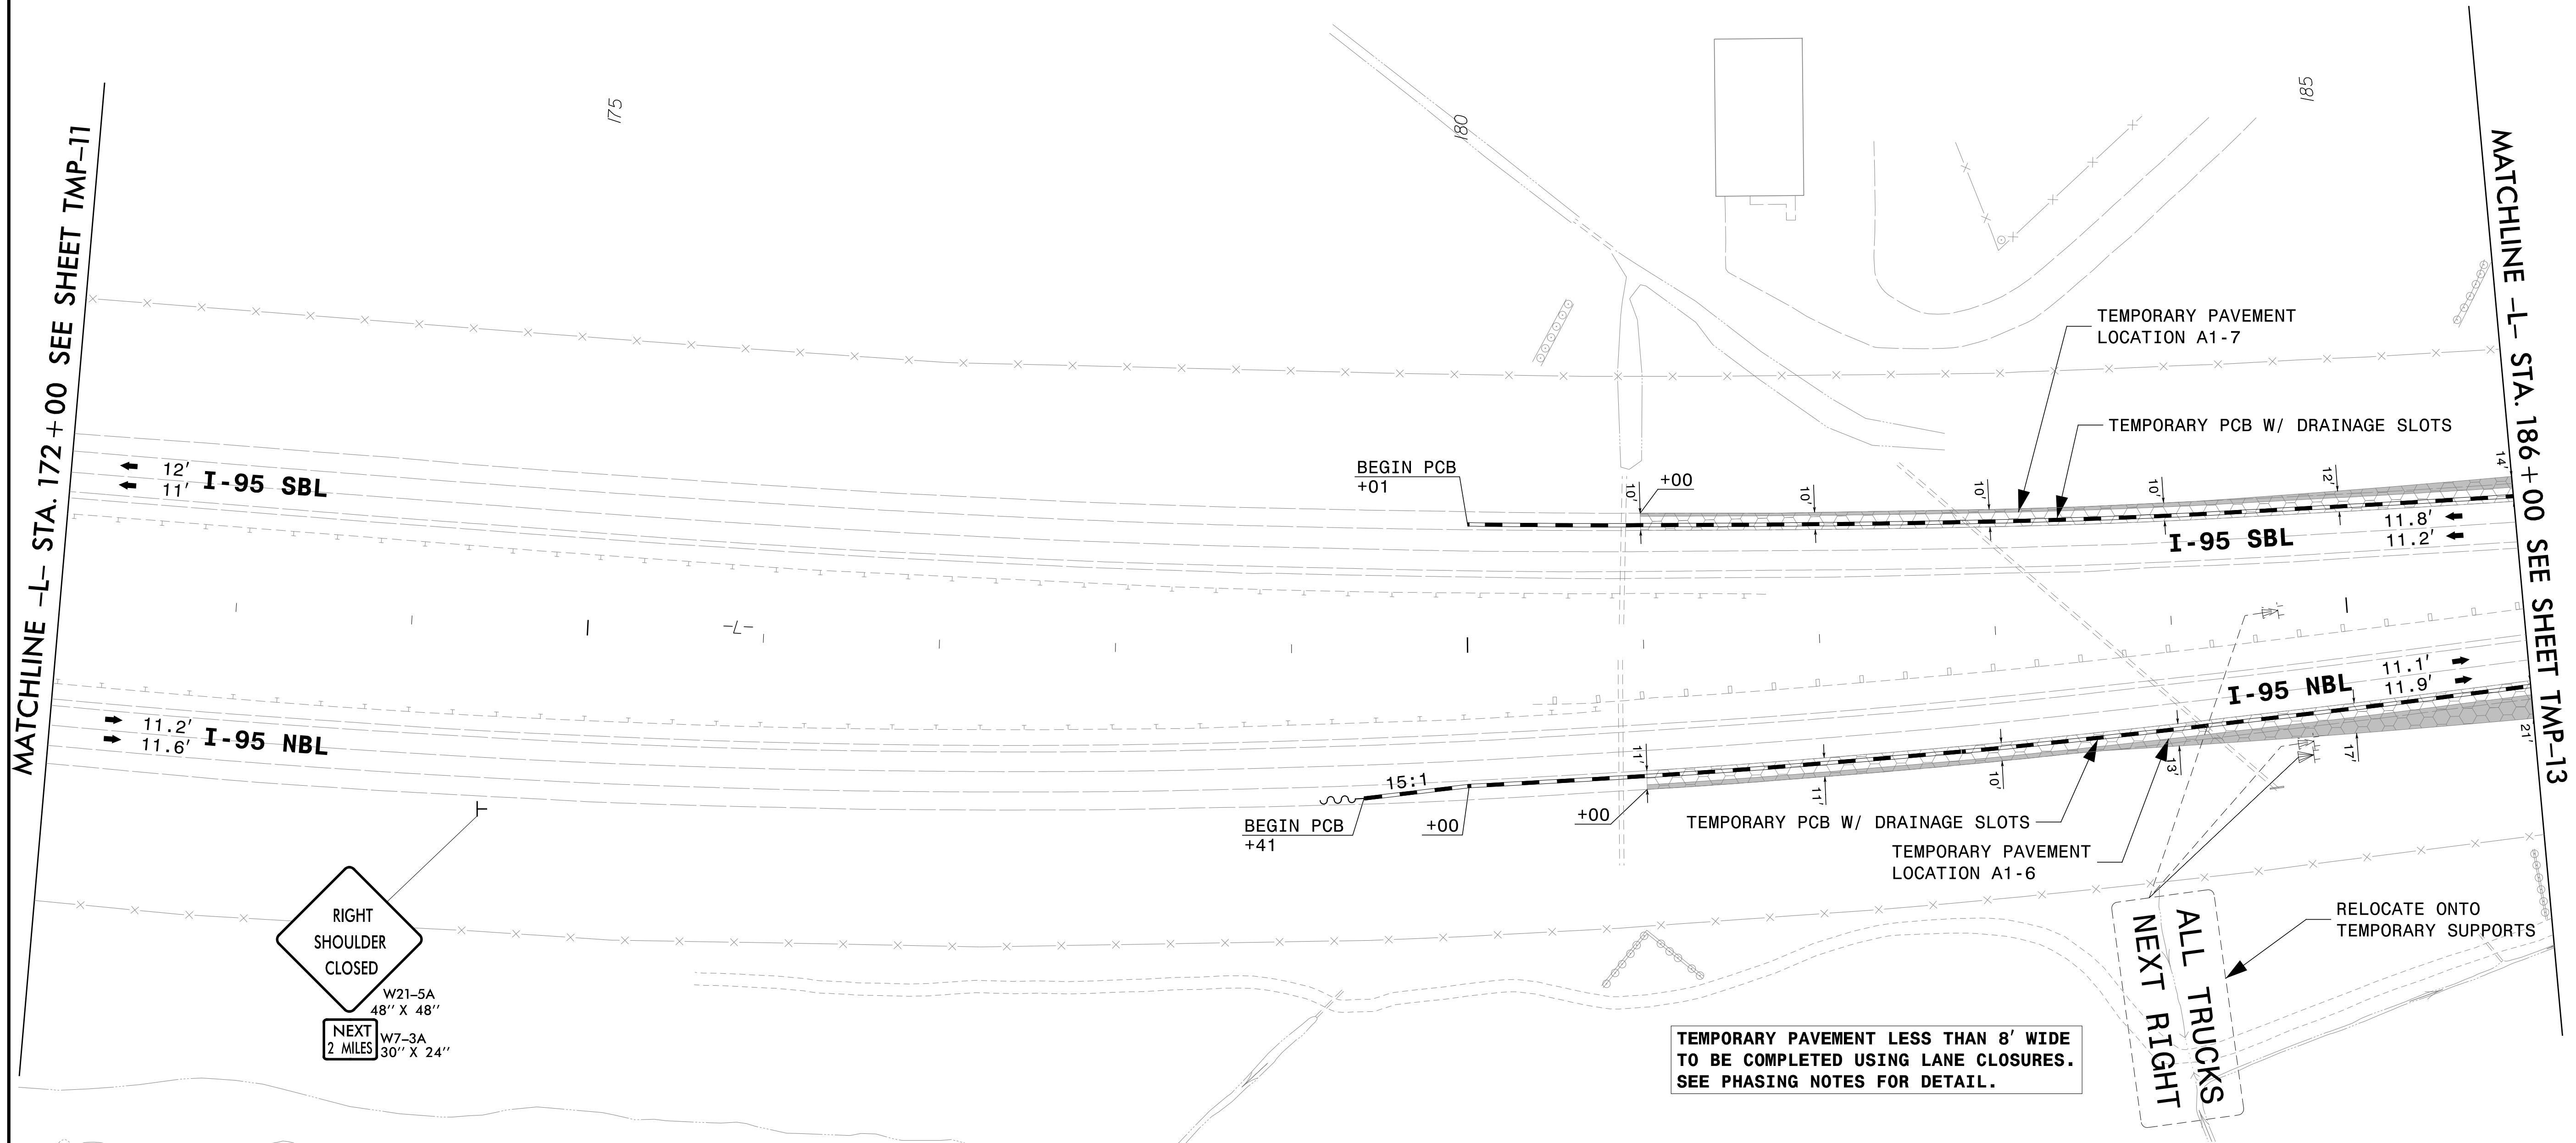 MATCHLINE -L- STA. 172+00 SEE SHEET TMP-11
175
180
185
MATCHLINE -L- STA. 186+00 SEE SHEET TMP-13
TEMPORARY PAVEMENT
LOCATION A1-7
TEMPORARY PCB W/ DRAINAGE SLOTS
12'
11'
I-95 SBL
BEGIN PCB
+01
10'
+00
10'
10'
10'
12'
14'
11.8'
11.2'
I-95 SBL
-L-
11.2'
11.6'
I-95 NBL
11.1'
11.9'
I-95 NBL
15:1
BEGIN PCB
+41
+00
+00
11'
11'
10'
13'
17'
21'
TEMPORARY PCB W/ DRAINAGE SLOTS
TEMPORARY PAVEMENT
LOCATION A1-6
RIGHT
SHOULDER
CLOSED
W21-5A
48" X 48"
NEXT
2 MILES
W7-3A
30" X 24"
ALL TRUCKS
NEXT RIGHT
RELOCATE ONTO
TEMPORARY SUPPORTS
TEMPORARY PAVEMENT LESS THAN 8' WIDE
TO BE COMPLETED USING LANE CLOSURES.
SEE PHASING NOTES FOR DETAIL.